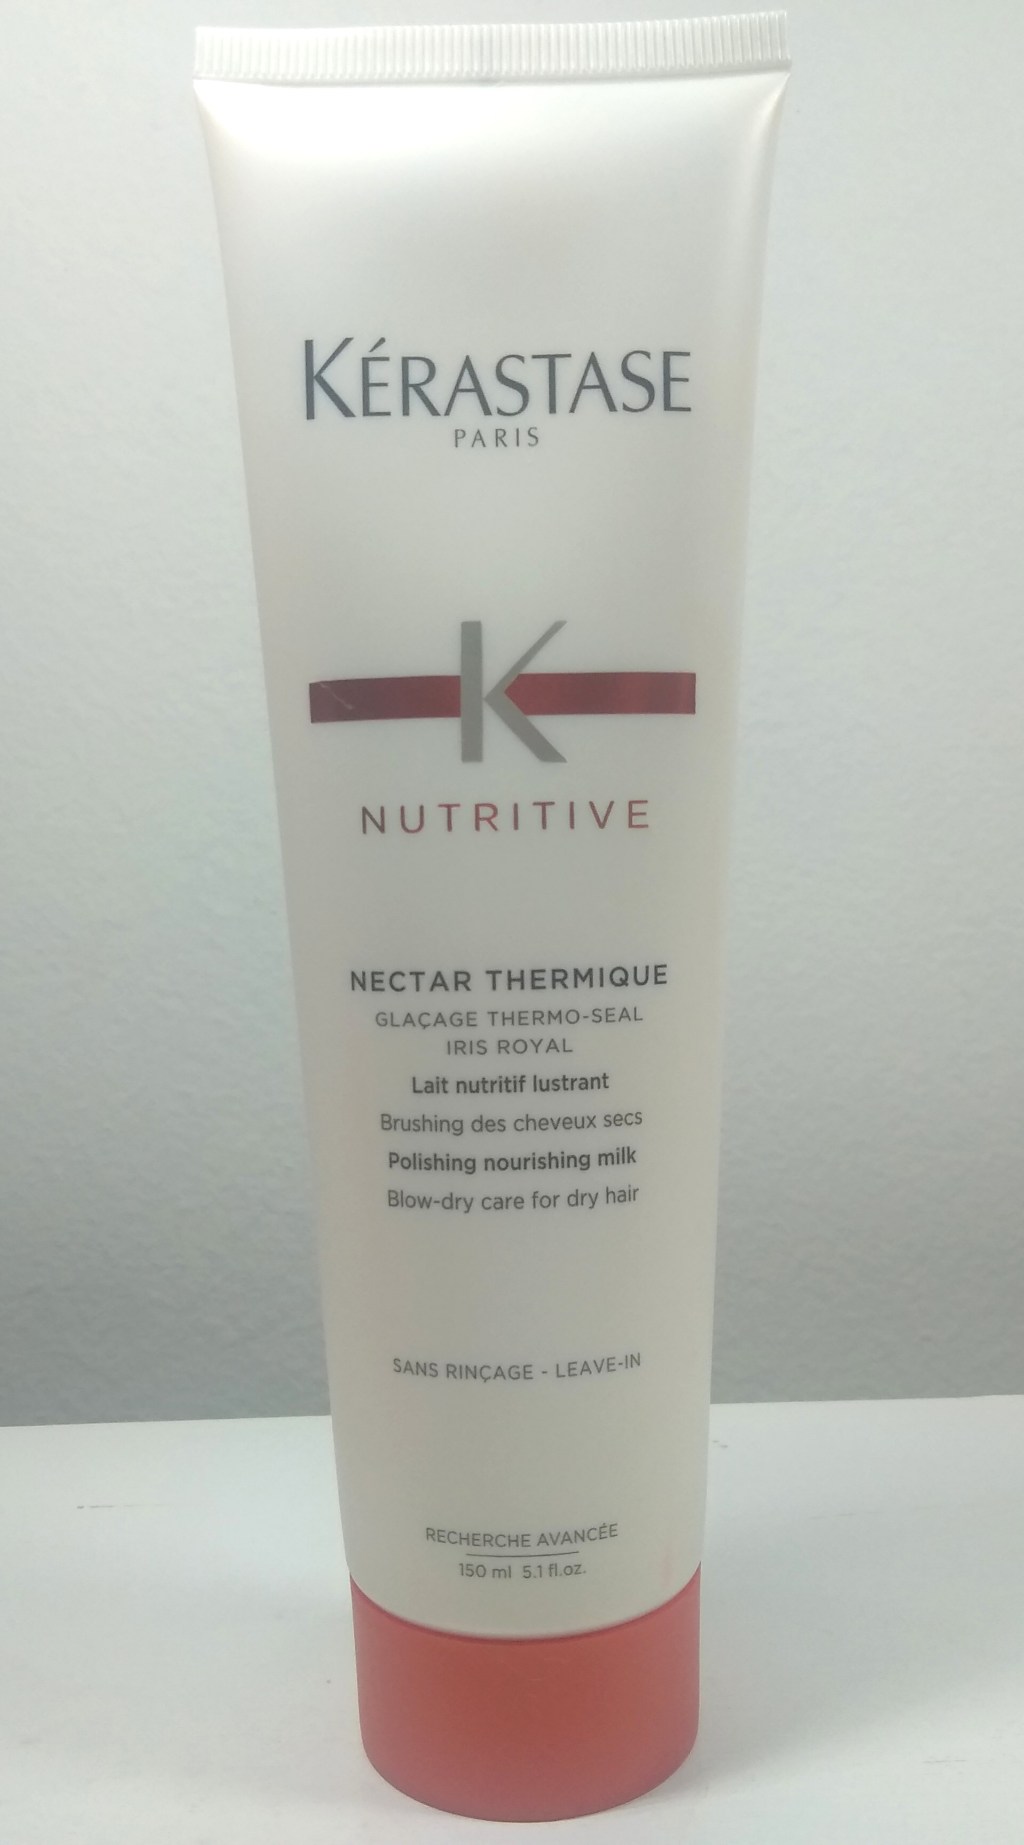 KÉRASTASE
PARIS
K
NUTRITIVE
NECTAR THERMIQUE
GLAÇAGE THERMO-SEAL
IRIS ROYAL
Lait nutritif lustrant
Brushing des cheveux secs
Polishing nourishing milk
Blow-dry care for dry hair
SANS RINÇAGE - LEAVE-IN
RECHERCHE AVANCÉE
150 ml 5.1 fl.oz.